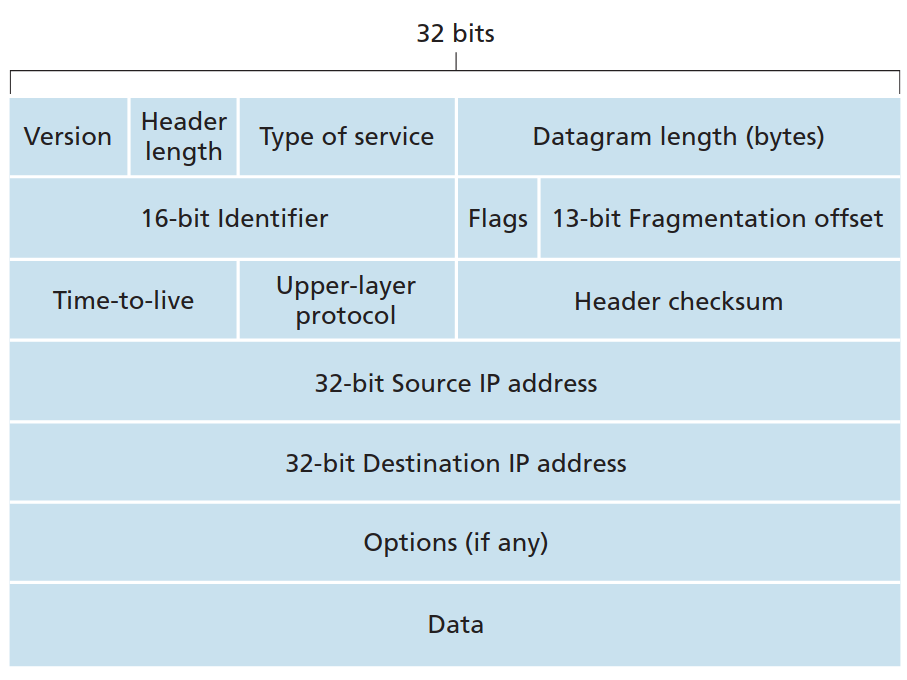 32 bits
Version
Header
length
Type of service
Datagram length (bytes)
16-bit Identifier
Flags
13-bit Fragmentation offset
Time-to-live
Upper-layer
protocol
Header checksum
32-bit Source IP address
32-bit Destination IP address
Options (if any)
Data